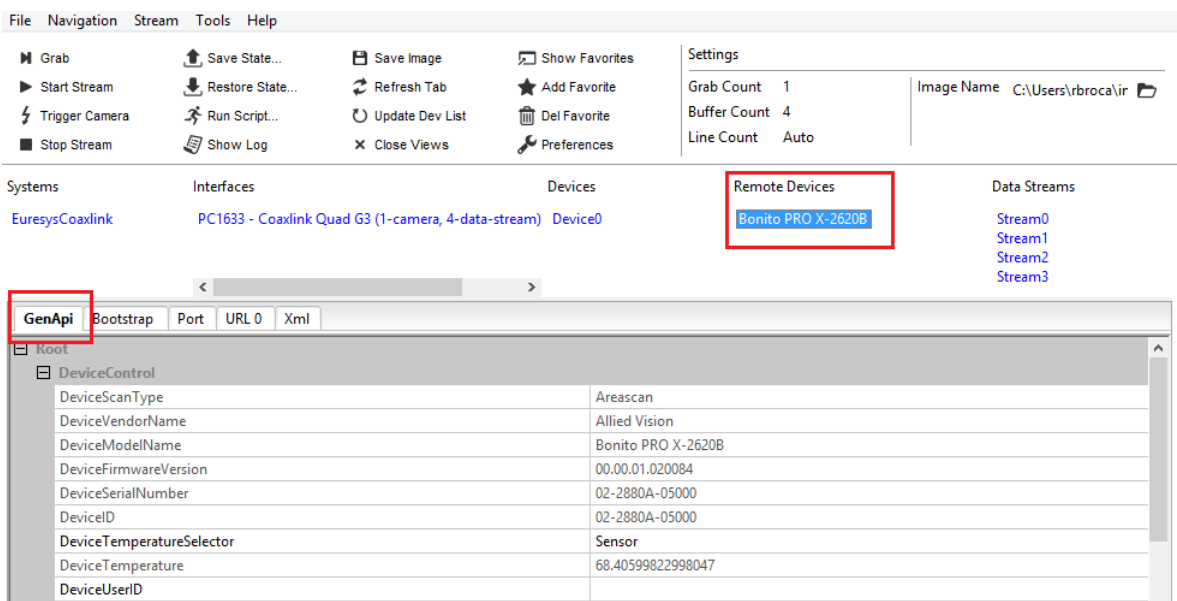 File Navigation Stream Tools Help
Grab Save State... Save Image Show Favorites Settings
Start Stream Restore State... Refresh Tab Add Favorite Grab Count 1 Image Name C:\Users\rbroca\ir
Trigger Camera Run Script... Update Dev List Del Favorite Buffer Count 4
Stop Stream Show Log Close Views Preferences Line Count Auto
Systems Interfaces Devices Remote Devices Data Streams
EuresysCoaxlink PC1633 - Coaxlink Quad G3 (1-camera, 4-data-stream) Device0 Bonito PRO X-2620B Stream0
Stream1
Stream2
Stream3
GenApi Bootstrap Port URL 0 Xml
Root
DeviceControl
DeviceScanType Areascan
DeviceVendorName Allied Vision
DeviceModelName Bonito PRO X-2620B
DeviceFirmwareVersion 00.00.01.020084
DeviceSerialNumber 02-2880A-05000
DeviceID 02-2880A-05000
DeviceTemperatureSelector Sensor
DeviceTemperature 68.40599822998047
DeviceUserID